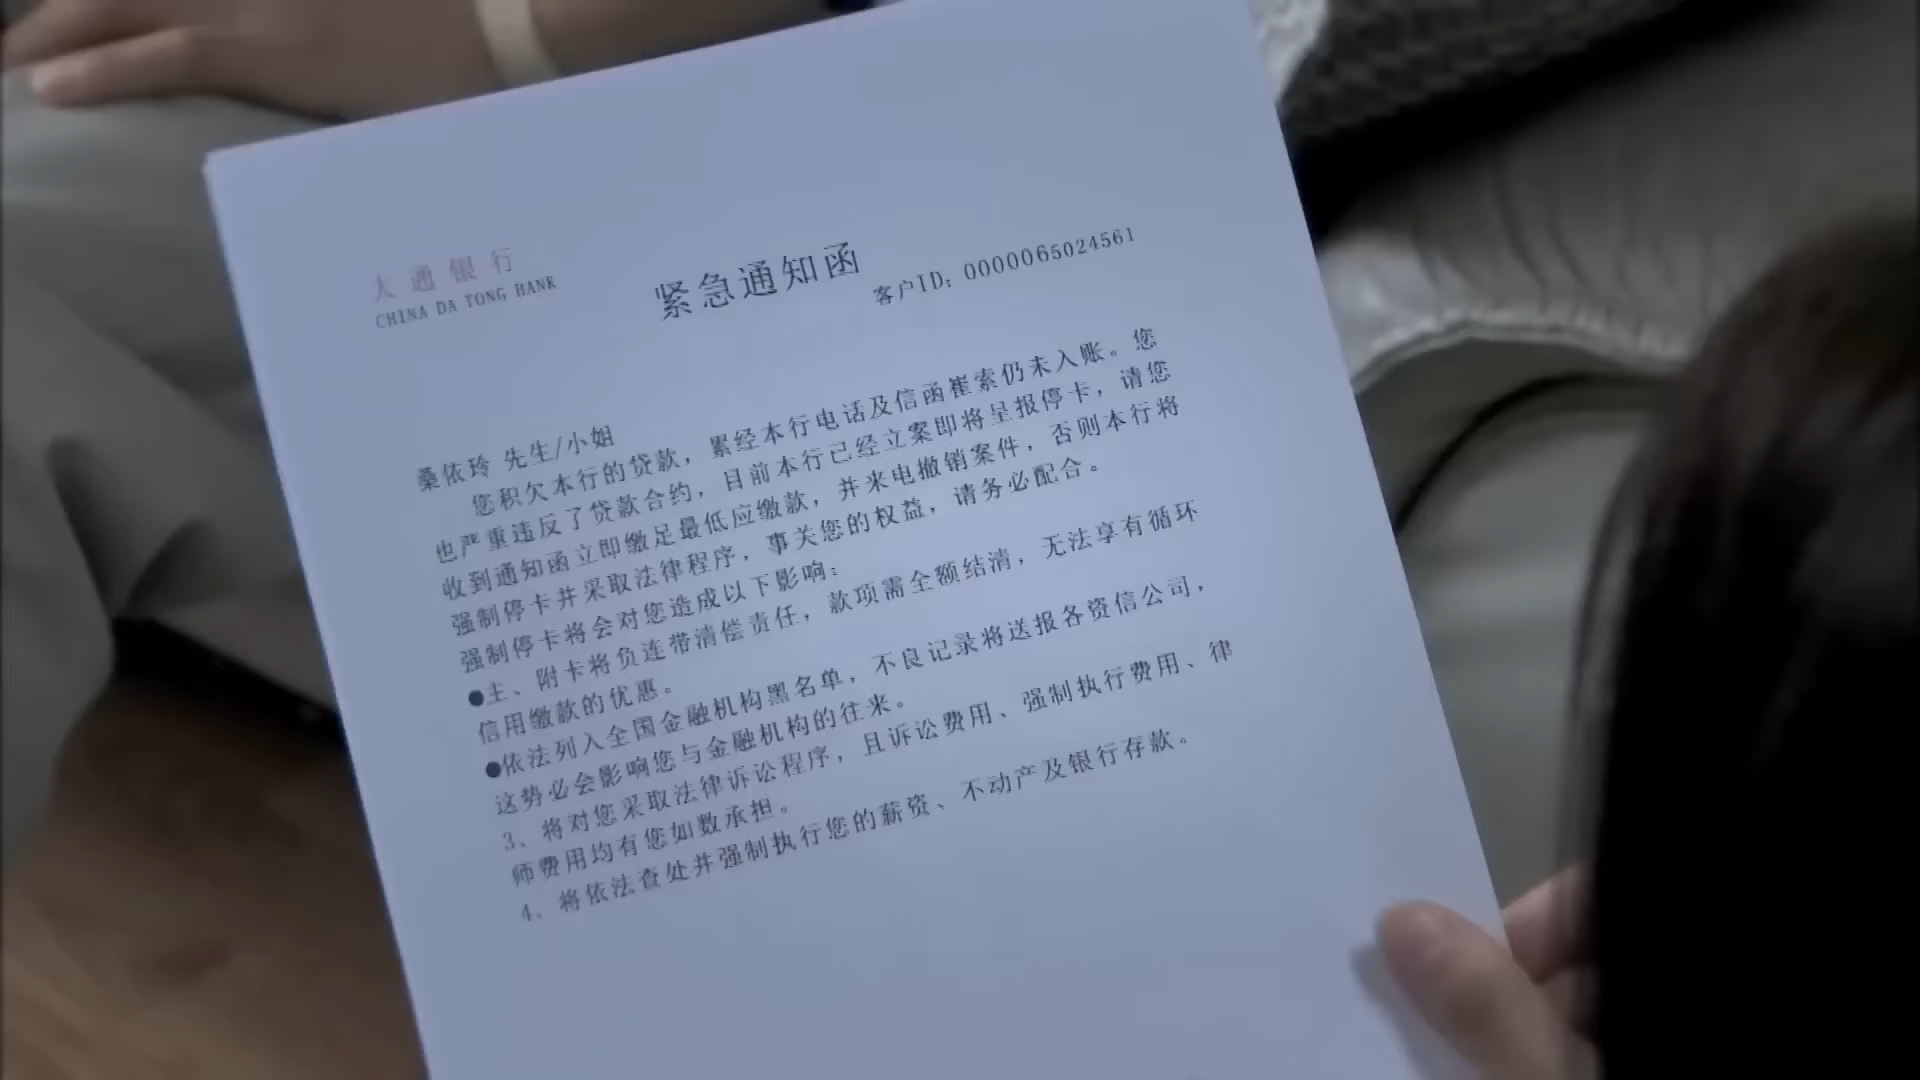 大通银行
CHINA DA TONG BANK
紧急通知函
客户ID：0000065024561
桑依玲 先生/小姐
您积欠本行的贷款，累经本行电话及信函崔索仍未入账。您
也严重违反了贷款合约，目前本行已经立案即将呈报停卡，请您
收到通知函立即缴足最低应缴款，并来电撤销案件，否则本行将
强制停卡并采取法律程序，事关您的权益，请务必配合。
强制停卡将会对您造成以下影响：
●主、附卡将负连带清偿责任，款项需全额结清，无法享有循环
信用缴款的优惠。
●依法列入全国金融机构黑名单，不良记录将送报各资信公司，
这势必会影响您与金融机构的往来。
3、将对您采取法律诉讼程序，且诉讼费用、强制执行费用、律
师费用均有您如数承担。
4、将依法查处并强制执行您的薪资、不动产及银行存款。